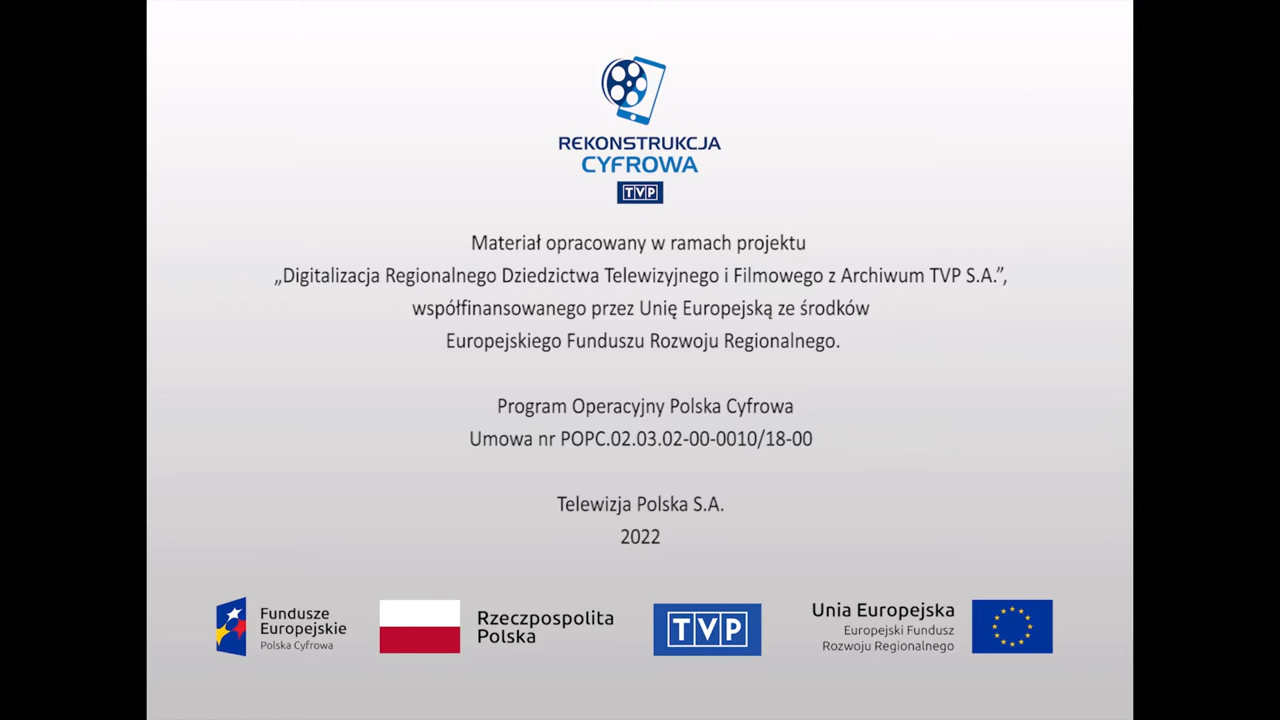 REKONSTRUKCJA
CYFROWA
TVP
Materiał opracowany w ramach projektu
„Digitalizacja Regionalnego Dziedzictwa Telewizyjnego i Filmowego z Archiwum TVP S.A.”,
współfinansowanego przez Unię Europejską ze środków
Europejskiego Funduszu Rozwoju Regionalnego.
Program Operacyjny Polska Cyfrowa
Umowa nr POPC.02.03.02-00-0010/18-00
Telewizja Polska S.A.
2022
Fundusze
Europejskie
Polska Cyfrowa
Rzeczpospolita
Polska
TVP
Unia Europejska
Europejski Fundusz
Rozwoju Regionalnego